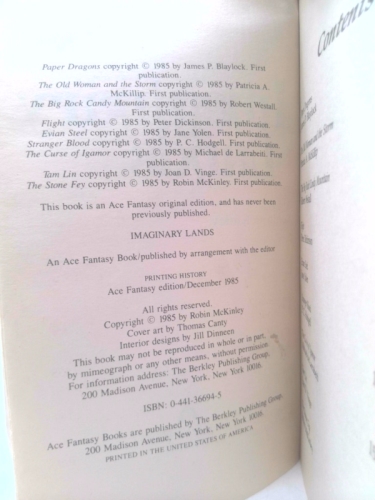 Paper Dragons copyright © 1985 by James P. Blaylock. First
publication.
The Old Woman and the Storm copyright © 1985 by Patricia A.
McKillip. First publication.
The Big Rock Candy Mountain copyright © 1985 by Robert Westall.
First publication.
Flight copyright © 1985 by Peter Dickinson. First publication.
Evian Steel copyright © 1985 by Jane Yolen. First publication.
Stranger Blood copyright © 1985 by P. C. Hodgell. First publication.
The Curse of Igamor copyright © 1985 by Michael de Larrabeiti. First
publication.
Tam Lin copyright © 1985 by Joan D. Vinge. First publication.
The Stone Fey copyright © 1985 by Robin McKinley. First publication.
This book is an Ace Fantasy original edition, and has never been
previously published.
IMAGINARY LANDS
An Ace Fantasy Book/published by arrangement with the editor
PRINTING HISTORY
Ace Fantasy edition/December 1985
All rights reserved.
Copyright © 1985 by Robin McKinley
Cover art by Thomas Canty
Interior designs by Jill Dinneen
This book may not be reproduced in whole or in part,
by mimeograph or any other means, without permission.
For information address: The Berkley Publishing Group,
200 Madison Avenue, New York, New York 10016.
ISBN: 0-441-36694-5
Ace Fantasy Books are published by The Berkley Publishing Group,
200 Madison Avenue, New York, New York 10016.
PRINTED IN THE UNITED STATES OF AMERICA
Contents